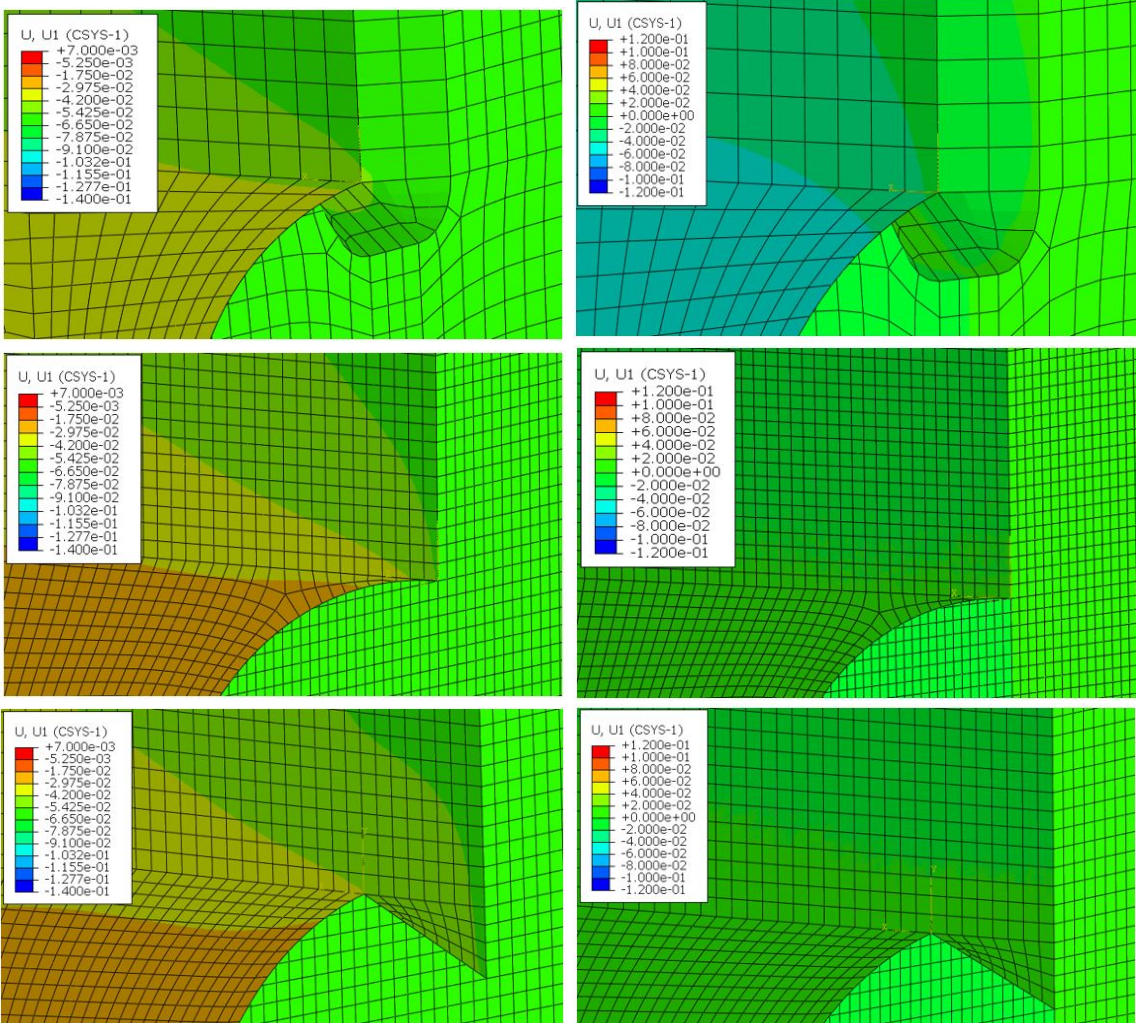 U, U1 (CSYS-1)
+7.000e-03
-5.250e-03
-1.750e-02
-2.975e-02
-4.200e-02
-5.425e-02
-6.650e-02
-7.875e-02
-9.100e-02
-1.032e-01
-1.155e-01
-1.277e-01
-1.400e-01
U, U1 (CSYS-1)
+1.200e-01
+1.000e-01
+8.000e-02
+6.000e-02
+4.000e-02
+2.000e-02
+0.000e+00
-2.000e-02
-4.000e-02
-6.000e-02
-8.000e-02
-1.000e-01
-1.200e-01
X
U, U1 (CSYS-1)
+7.000e-03
-5.250e-03
-1.750e-02
-2.975e-02
-4.200e-02
-5.425e-02
-6.650e-02
-7.875e-02
-9.100e-02
-1.032e-01
-1.155e-01
-1.277e-01
-1.400e-01
U, U1 (CSYS-1)
+1.200e-01
+1.000e-01
+8.000e-02
+6.000e-02
+4.000e-02
+2.000e-02
+0.000e+00
-2.000e-02
-4.000e-02
-6.000e-02
-8.000e-02
-1.000e-01
-1.200e-01
X
U, U1 (CSYS-1)
+7.000e-03
-5.250e-03
-1.750e-02
-2.975e-02
-4.200e-02
-5.425e-02
-6.650e-02
-7.875e-02
-9.100e-02
-1.032e-01
-1.155e-01
-1.277e-01
-1.400e-01
Y
U, U1 (CSYS-1)
+1.200e-01
+1.000e-01
+8.000e-02
+6.000e-02
+4.000e-02
+2.000e-02
+0.000e+00
-2.000e-02
-4.000e-02
-6.000e-02
-8.000e-02
-1.000e-01
-1.200e-01
Y
X